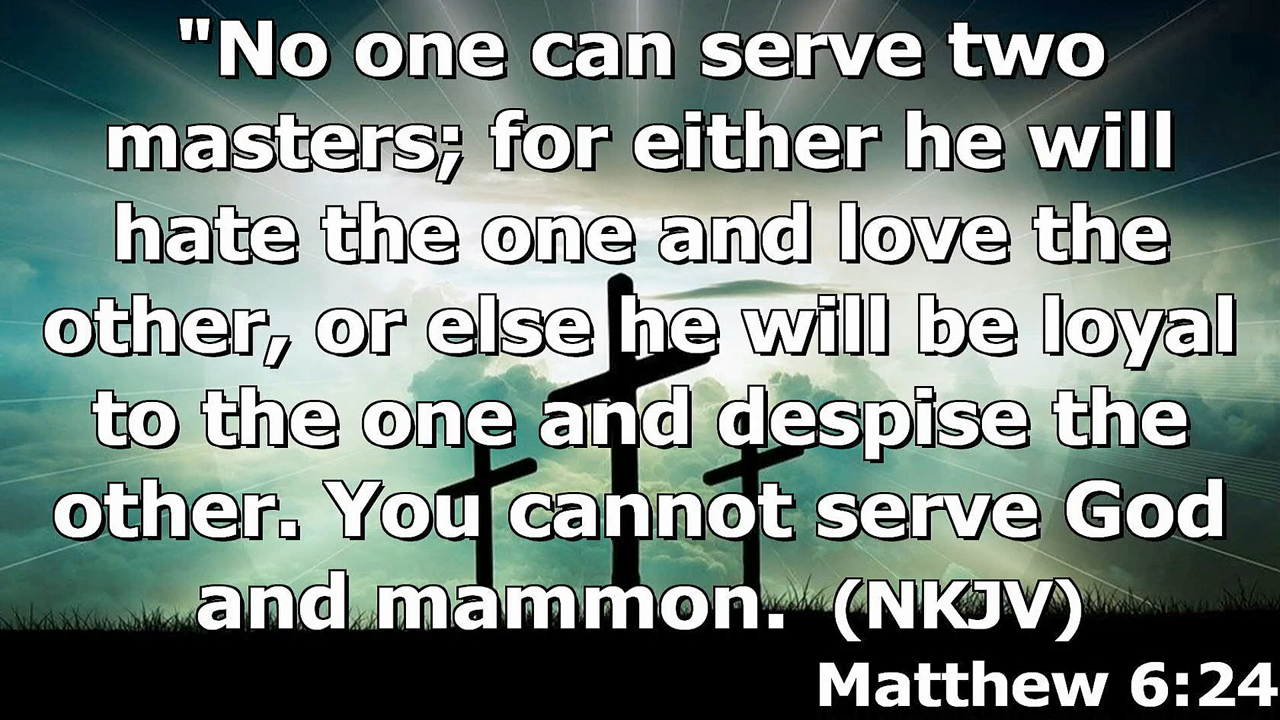 "No one can serve two
masters; for either he will
hate the one and love the
other, or else he will be loyal
to the one and despise the
other. You cannot serve God
and mammon.  (NKJV)
Matthew 6:24